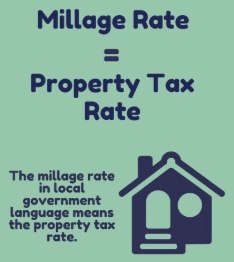 Millage Rate
=
Property Tax
Rate
The millage rate
in local
government
language means
the property tax
rate.